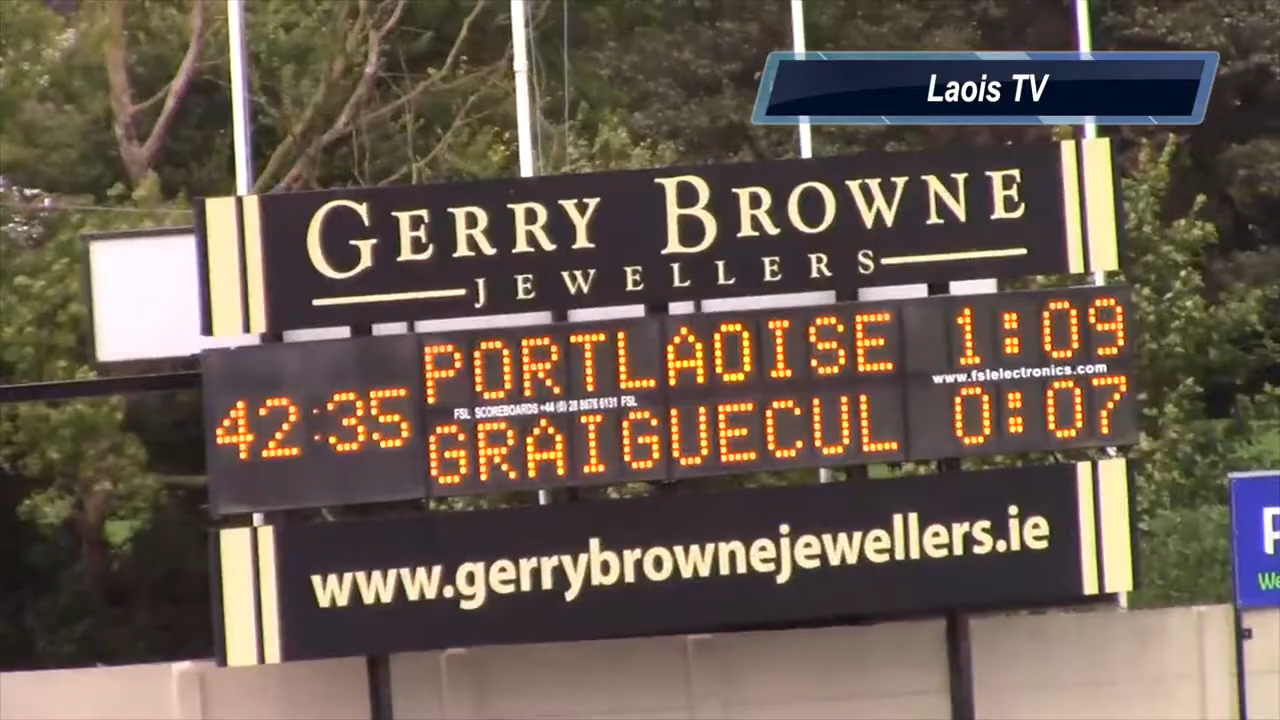 Laois TV
GERRY BROWNE
JEWELLERS
PORTLAOISE 1:09
www.fslelectronics.com
42:35
FSL SCOREBOARDS +44 (0) 28 8676 6131 FSL
GRAIGUECUL 0:07
www.gerrybrownejewellers.ie
P
We